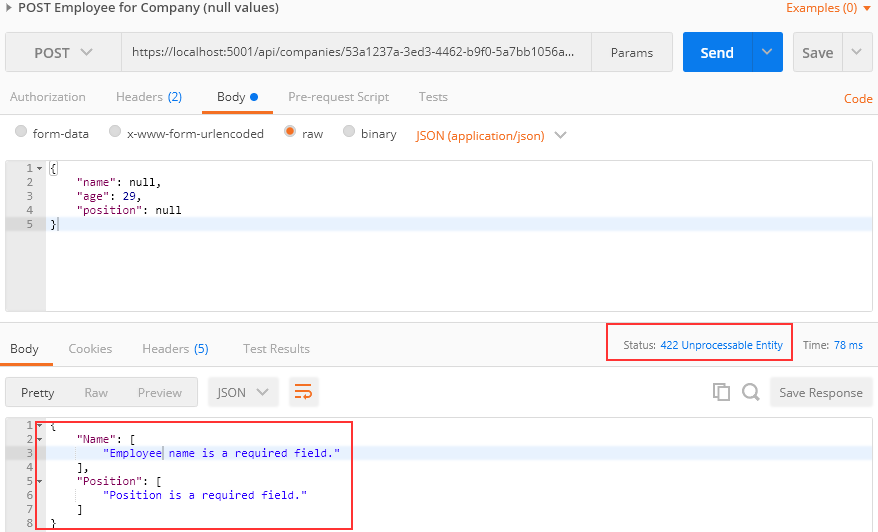 POST Employee for Company (null values)
Examples (0)
POST
https://localhost:5001/api/companies/53a1237a-3ed3-4462-b9f0-5a7bb1056a...
Params
Send
Save
Authorization
Headers (2)
Body
Pre-request Script
Tests
Code
form-data
x-www-form-urlencoded
raw
binary
JSON (application/json)
1 {
2 "name": null,
3 "age": 29,
4 "position": null
5 }
Body
Cookies
Headers (5)
Test Results
Status: 422 Unprocessable Entity
Time: 78 ms
Pretty
Raw
Preview
JSON
Save Response
1 {
2 "Name": [
3 "Employee name is a required field."
4 ],
5 "Position": [
6 "Position is a required field."
7 ]
8 }